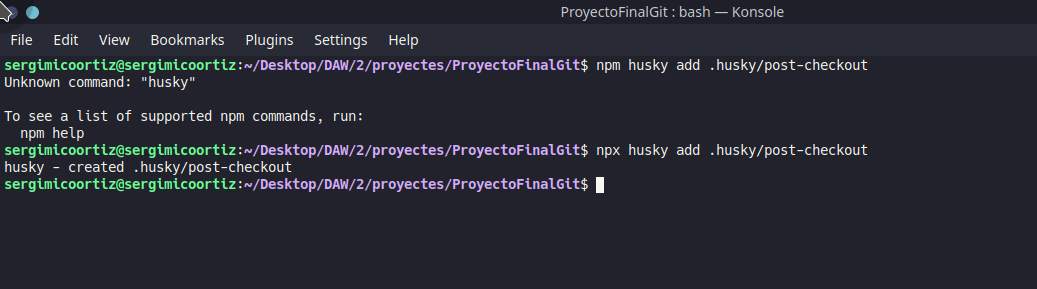 ProyectoFinalGit : bash — Konsole
File Edit View Bookmarks Plugins Settings Help
sergimicoortiz@sergimicoortiz:~/Desktop/DAW/2/proyectes/ProyectoFinalGit$ npm husky add .husky/post-checkout
Unknown command: "husky"

To see a list of supported npm commands, run:
  npm help
sergimicoortiz@sergimicoortiz:~/Desktop/DAW/2/proyectes/ProyectoFinalGit$ npx husky add .husky/post-checkout
husky - created .husky/post-checkout
sergimicoortiz@sergimicoortiz:~/Desktop/DAW/2/proyectes/ProyectoFinalGit$